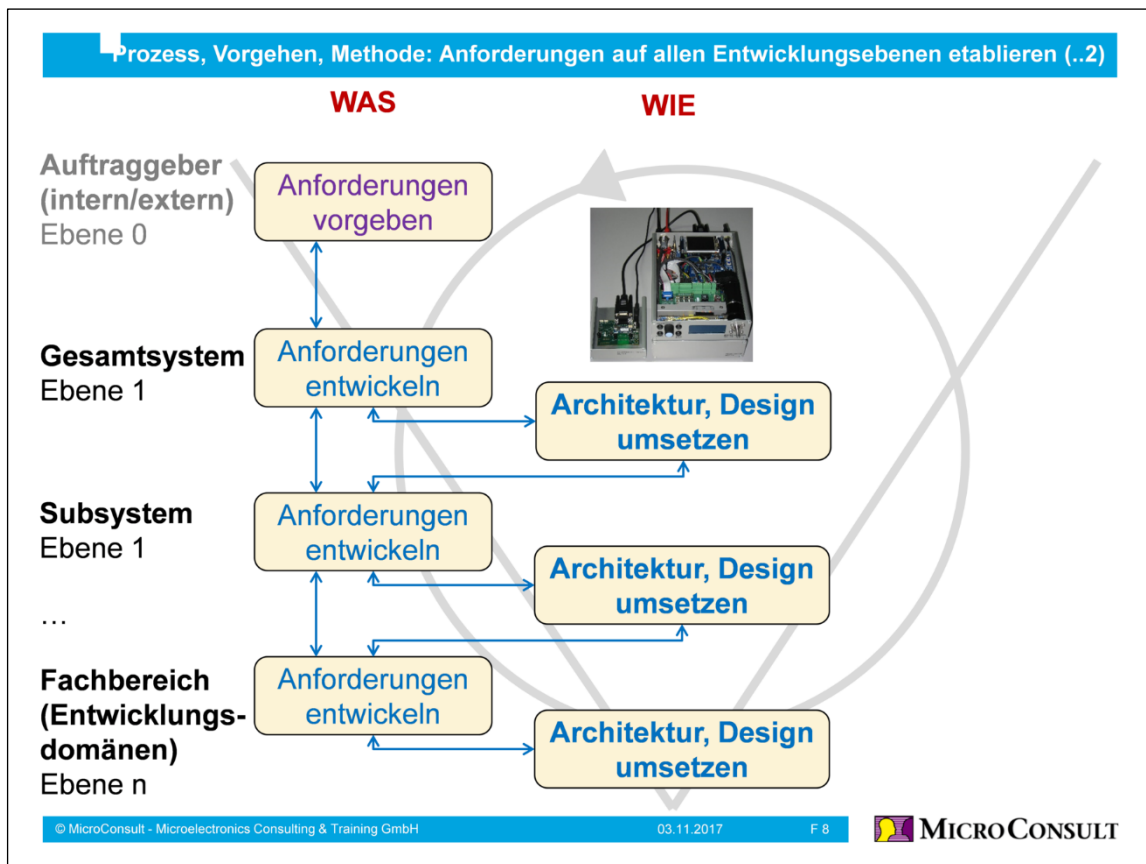 Prozess, Vorgehen, Methode: Anforderungen auf allen Entwicklungsebenen etablieren (..2)
WAS
WIE
Auftraggeber
(intern/extern)
Ebene 0
Anforderungen
vorgeben
Gesamtsystem
Ebene 1
Anforderungen
entwickeln
Architektur, Design
umsetzen
Subsystem
Ebene 1
Anforderungen
entwickeln
Architektur, Design
umsetzen
...
Fachbereich
(Entwicklungs-
domänen)
Ebene n
Anforderungen
entwickeln
Architektur, Design
umsetzen
© MicroConsult - Microelectronics Consulting & Training GmbH
03.11.2017
F 8
MICROCONSULT